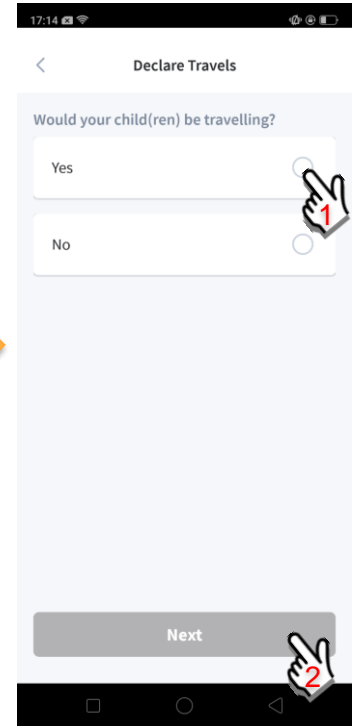 17:14
Declare Travels
Would your child(ren) be travelling?
Yes
1
No
Next
2